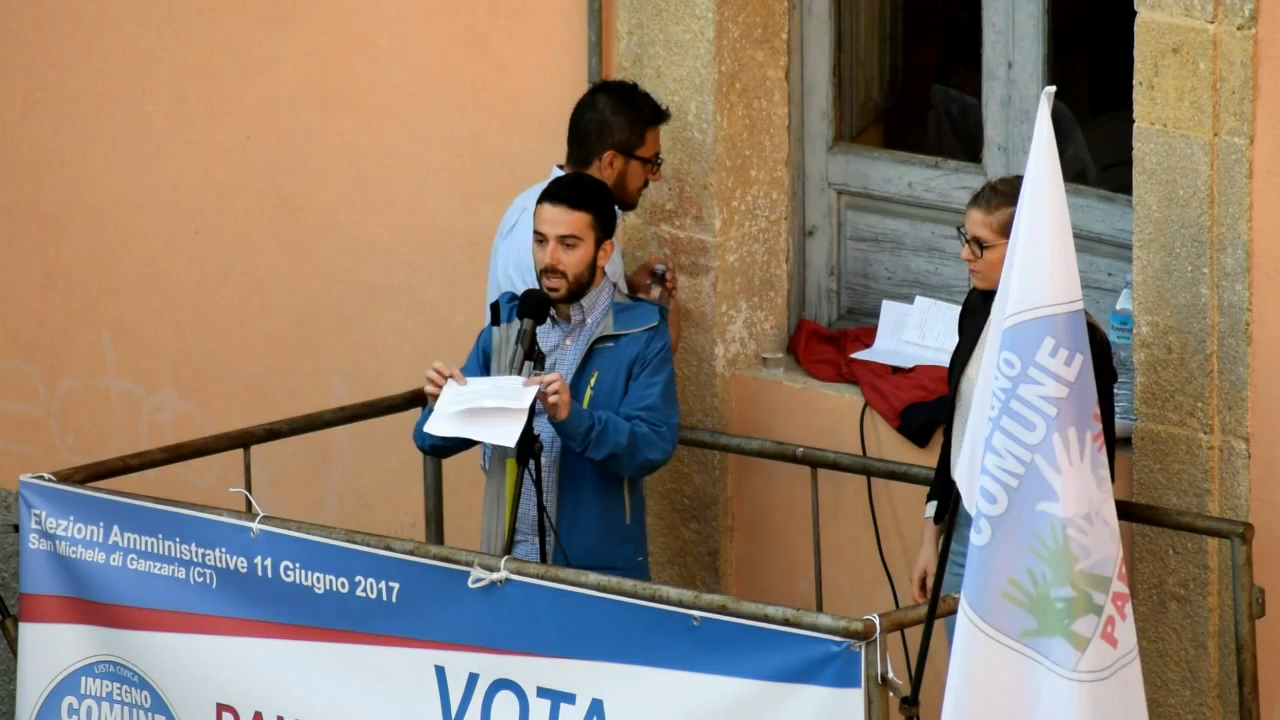 Elezioni Amministrative 11 Giugno 2017
San Michele di Ganzaria (CT)
LISTA CIVICA
IMPEGNO
COMUNE
VOTA
COMUNE